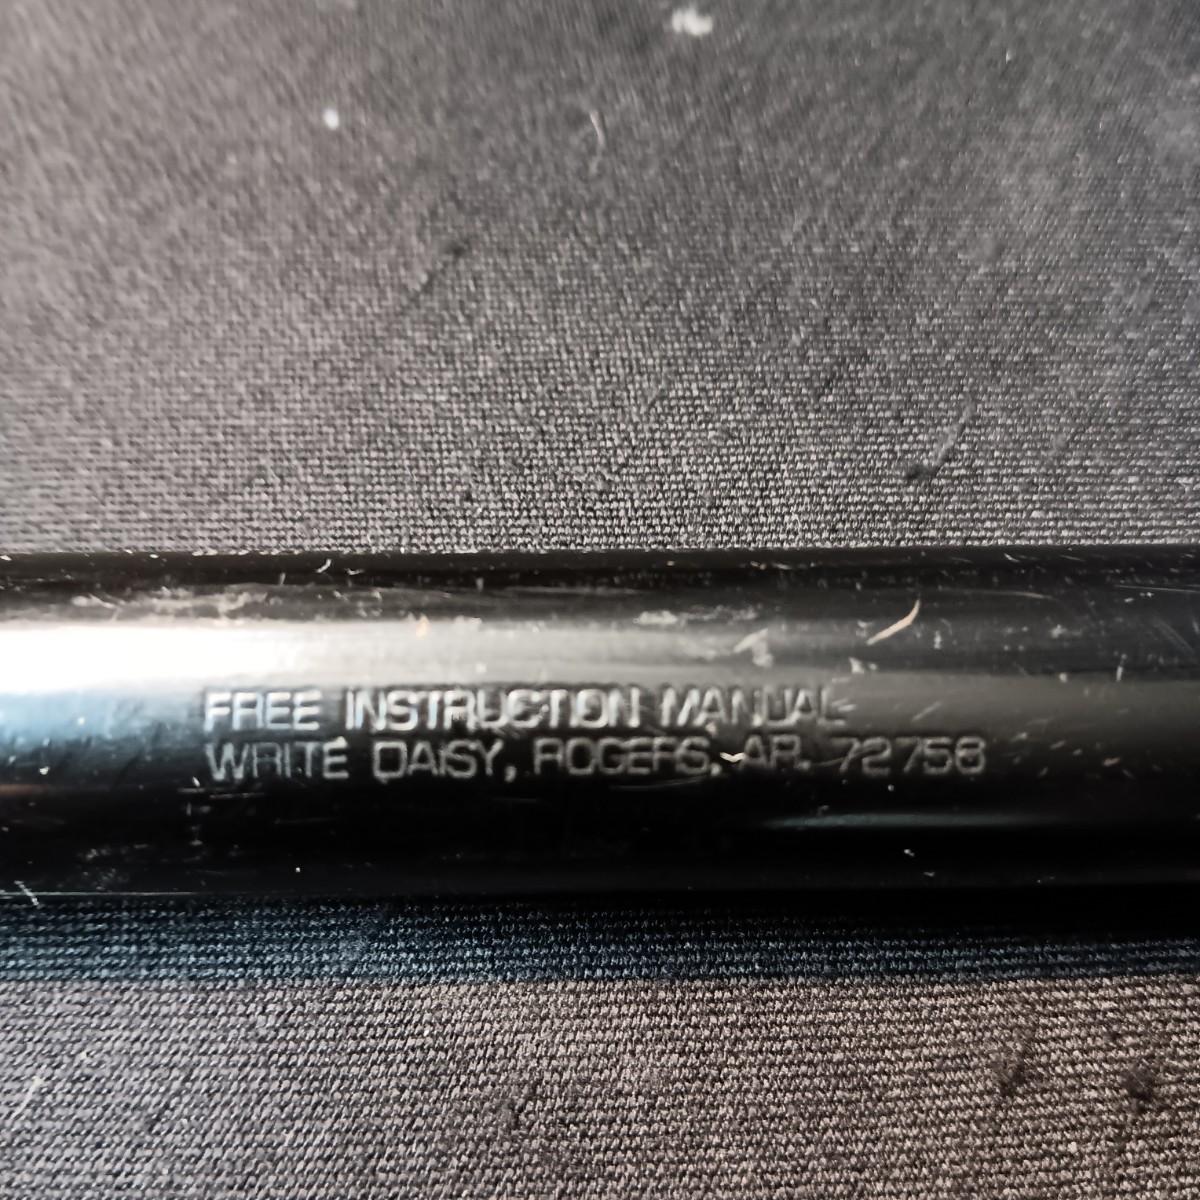 FREE INSTRUCTION MANUAL
WRITE DAISY, ROGERS, AR. 72758